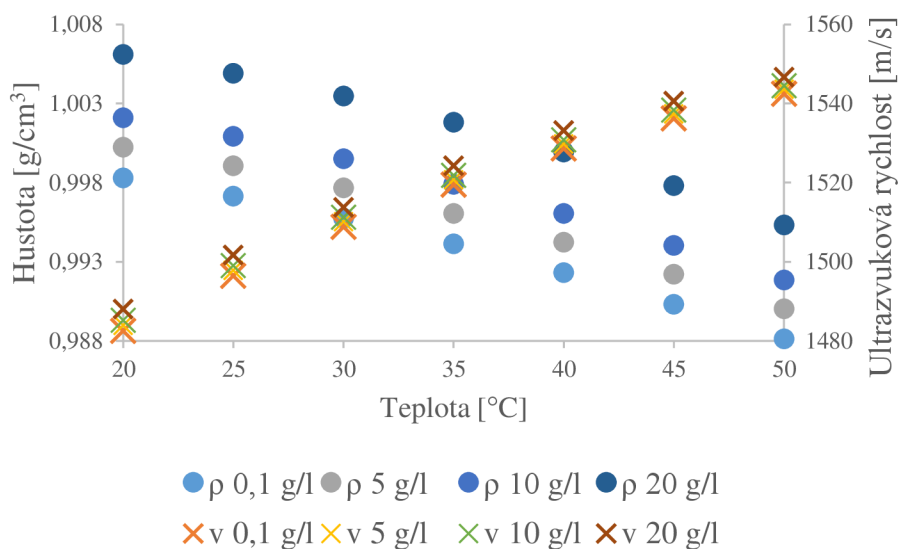 1,008
1,003
0,998
0,993
0,988
Hustota [g/cm³]
1560
1540
1520
1500
1480
Ultrazvuková rychlost [m/s]
20 25 30 35 40 45 50
Teplota [°C]
ρ 0,1 g/l ρ 5 g/l ρ 10 g/l ρ 20 g/l
v 0,1 g/l v 5 g/l v 10 g/l v 20 g/l